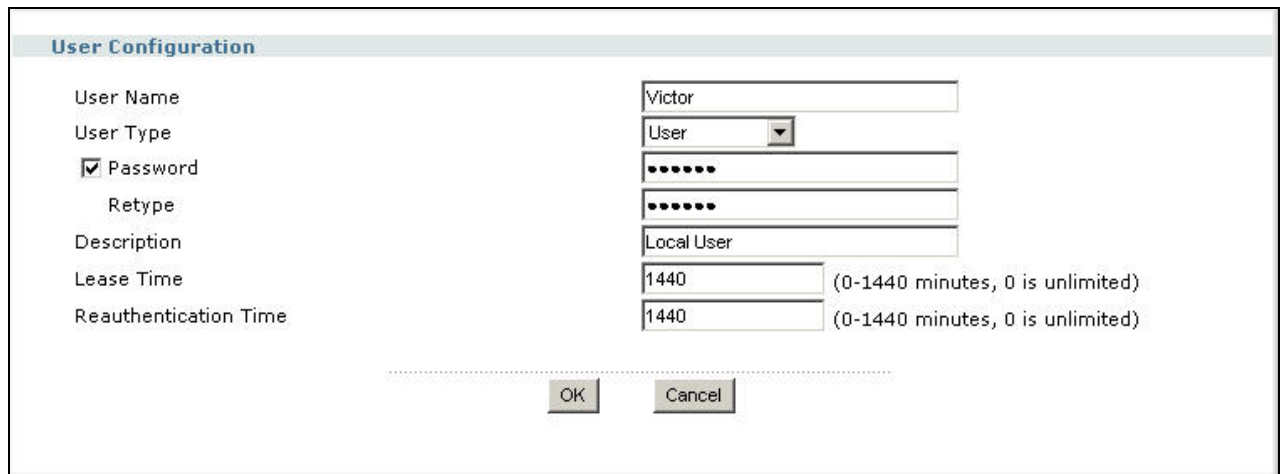 User Configuration
User Name Victor
User Type User
Password ••••••
Retype ••••••
Description Local User
Lease Time 1440 (0-1440 minutes, 0 is unlimited)
Reauthentication Time 1440 (0-1440 minutes, 0 is unlimited)
OK Cancel